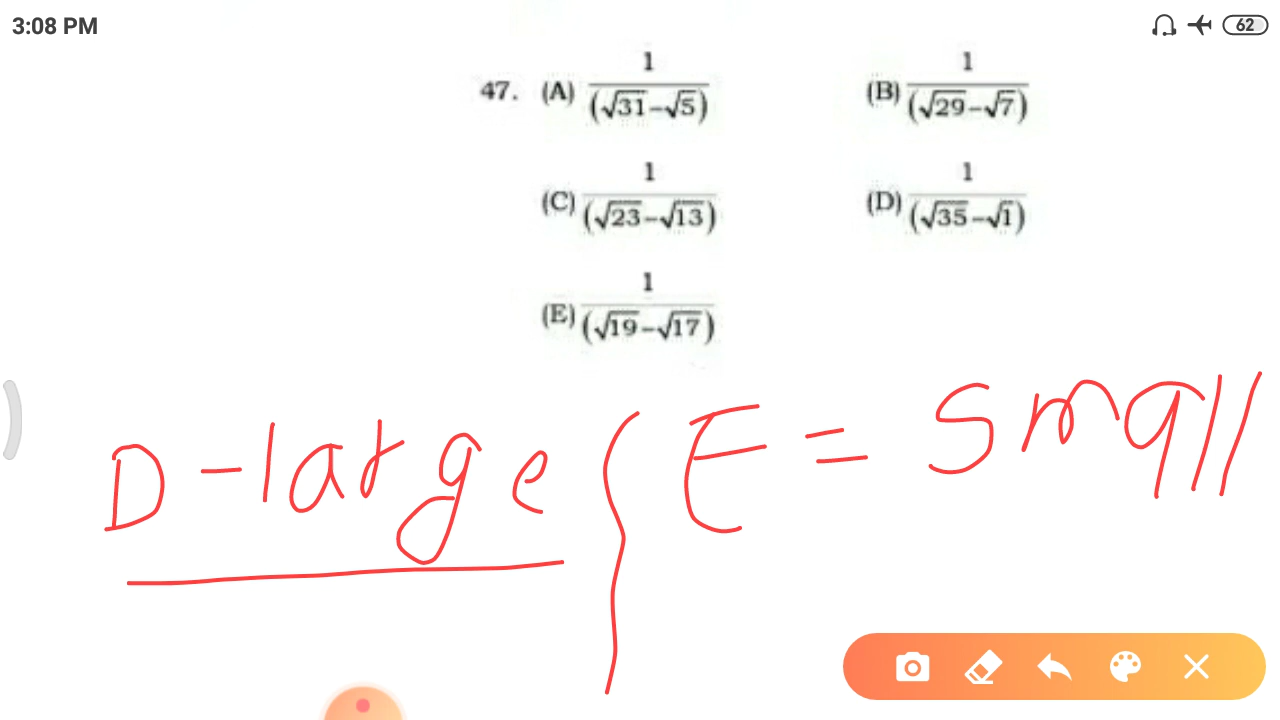 3:08 PM 62
47. (A) 1/(√31−√5) (B) 1/(√29−√7)
(C) 1/(√23−√13) (D) 1/(√35−√1)
(E) 1/(√19−√17)
D-large { E = Small